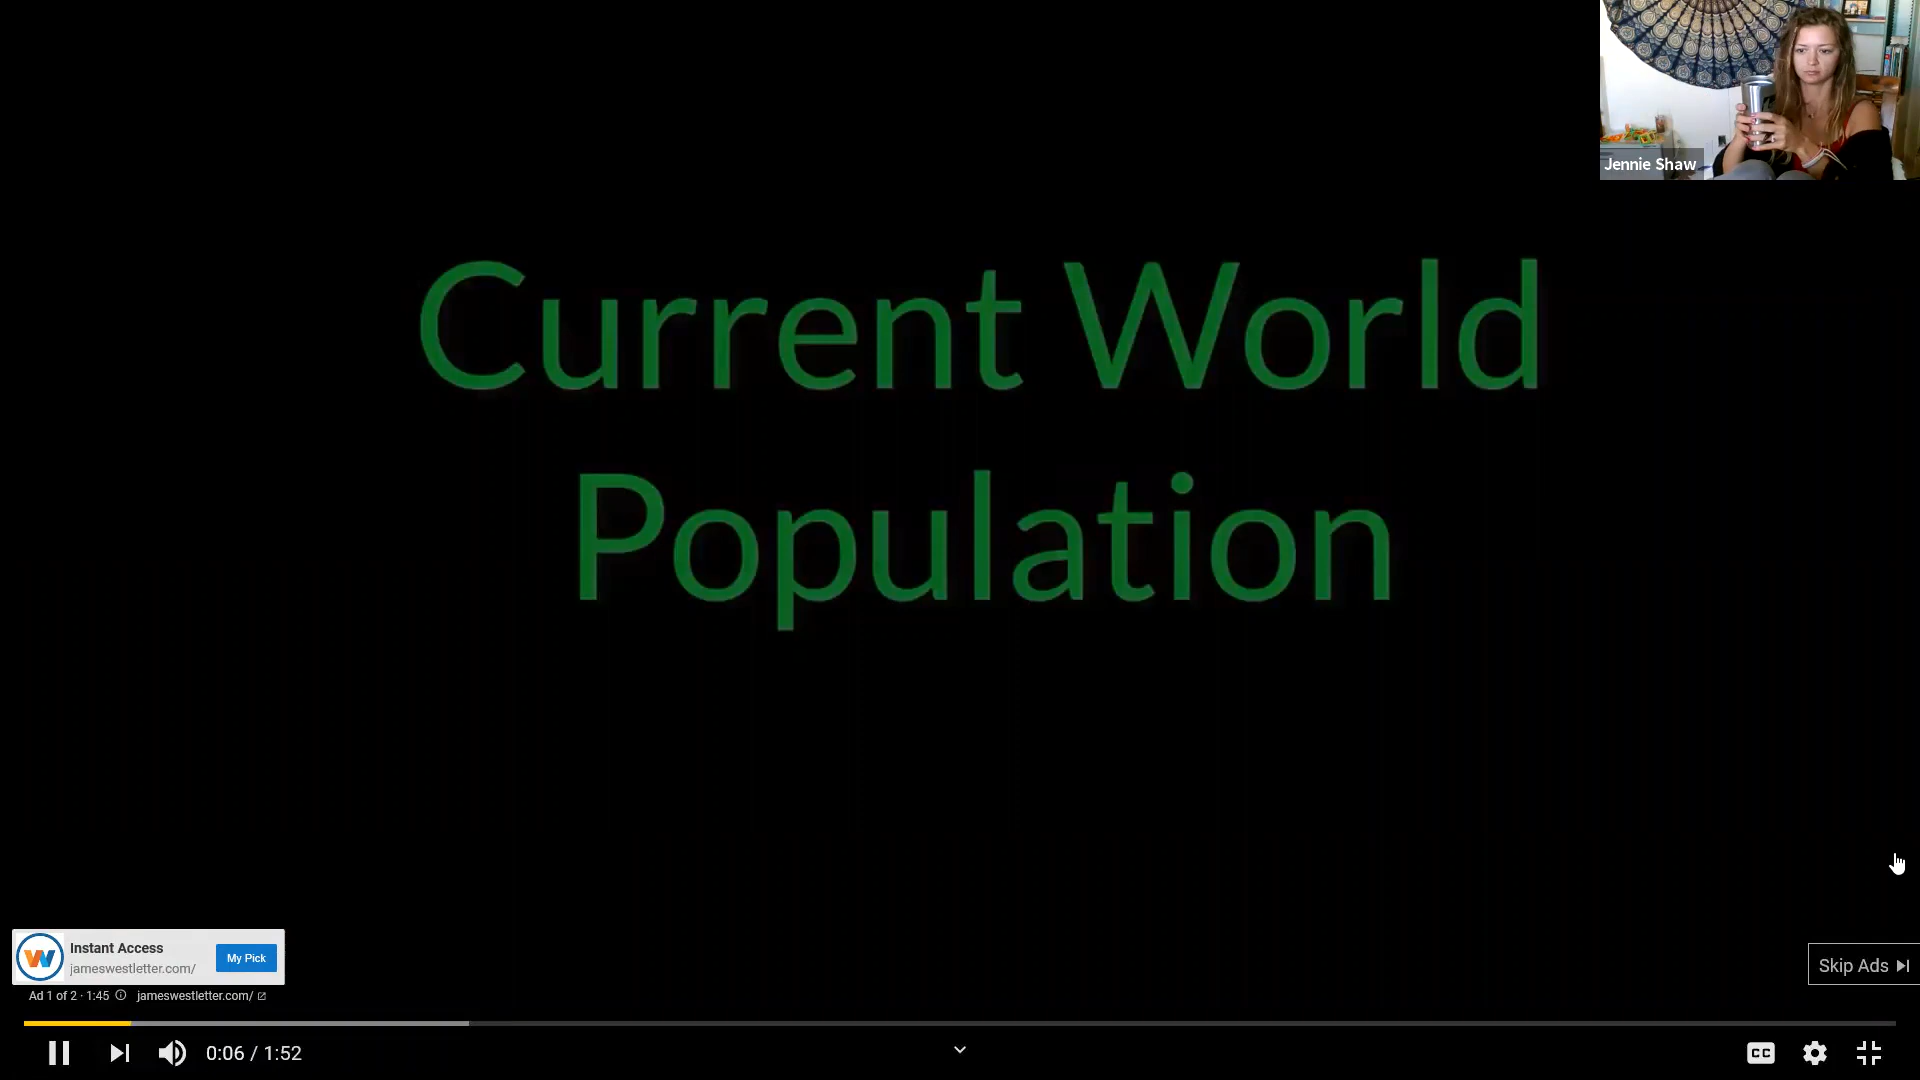 Jennie Shaw
Current World
Population
Instant Access
jameswestletter.com/
My Pick
Ad 1 of 2 · 1:45
jameswestletter.com/
Skip Ads
0:06 / 1:52
CC